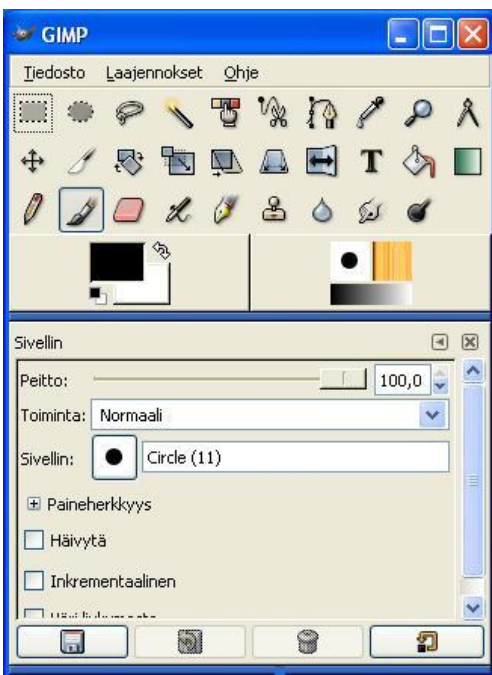 GIMP
Tiedosto Laajennokset Ohje
T
Sivellin
Peitto: 100,0
Toiminta: Normaali
Sivellin: Circle (11)
Paineherkkyys
Häivytä
Inkrementaalinen